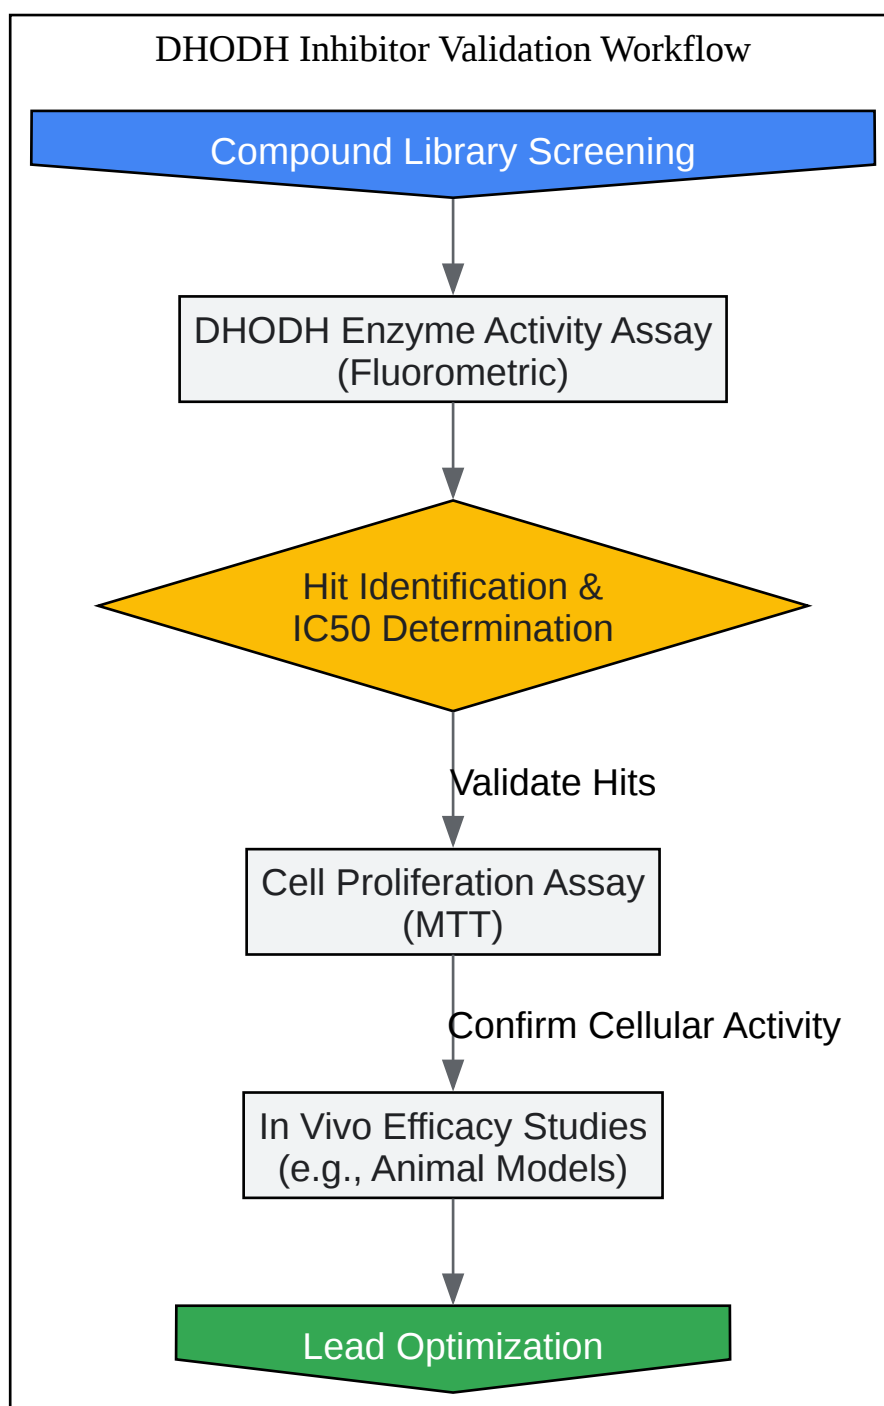 DHODH Inhibitor Validation Workflow
Compound Library Screening
DHODH Enzyme Activity Assay
(Fluorometric)
Hit Identification &
IC50 Determination
Validate Hits
Cell Proliferation Assay
(MTT)
Confirm Cellular Activity
In Vivo Efficacy Studies
(e.g., Animal Models)
Lead Optimization